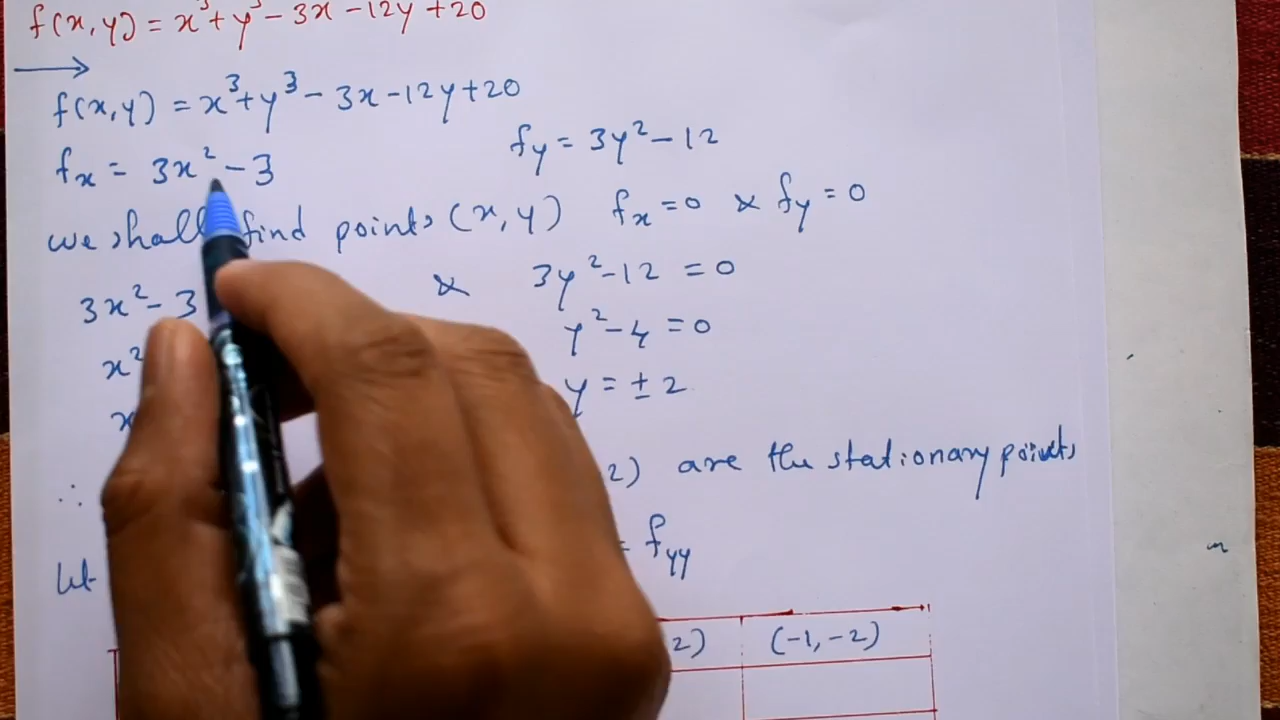 f(x,y) = x³+y³-3x-12y+20
f(x,y) = x³+y³-3x-12y+20
fx = 3x²-3 fy = 3y²-12
we shall find points (x,y) fx=0 & fy=0
3x²-3 & 3y²-12 =0
x² y²-4 =0
x y = ±2
∴ 2) are the stationary points
let = fyy
2) (-1,-2)